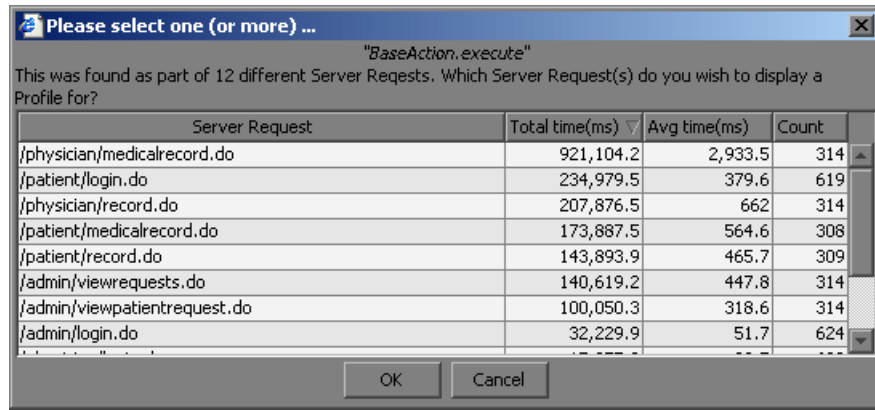 Please select one (or more) ...
"BaseAction.execute"
This was found as part of 12 different Server Reqests. Which Server Request(s) do you wish to display a
Profile for?
Server Request Total time(ms) Avg time(ms) Count
/physician/medicalrecord.do 921,104.2 2,933.5 314
/patient/login.do 234,979.5 379.6 619
/physician/record.do 207,876.5 662 314
/patient/medicalrecord.do 173,887.5 564.6 308
/patient/record.do 143,893.9 465.7 309
/admin/viewrequests.do 140,619.2 447.8 314
/admin/viewpatientrequest.do 100,050.3 318.6 314
/admin/login.do 32,229.9 51.7 624
OK Cancel